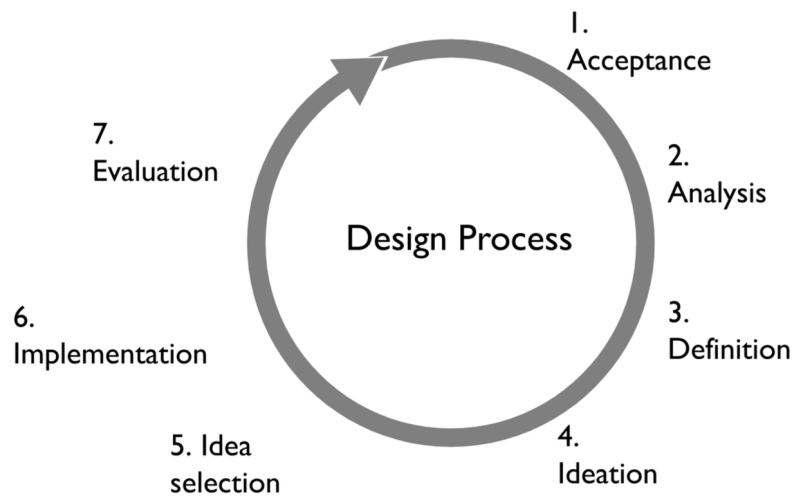 1.
Acceptance
2.
Analysis
3.
Definition
4.
Ideation
5. Idea
selection
6.
Implementation
7.
Evaluation
Design Process